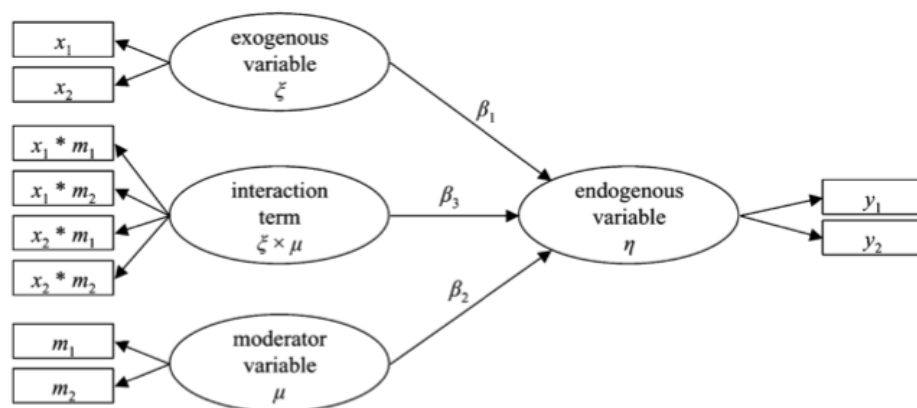 x₁
x₂
exogenous
variable
ξ
β₁
x₁ * m₁
x₁ * m₂
x₂ * m₁
x₂ * m₂
interaction
term
ξ × μ
β₃
endogenous
variable
η
y₁
y₂
β₂
m₁
m₂
moderator
variable
μ